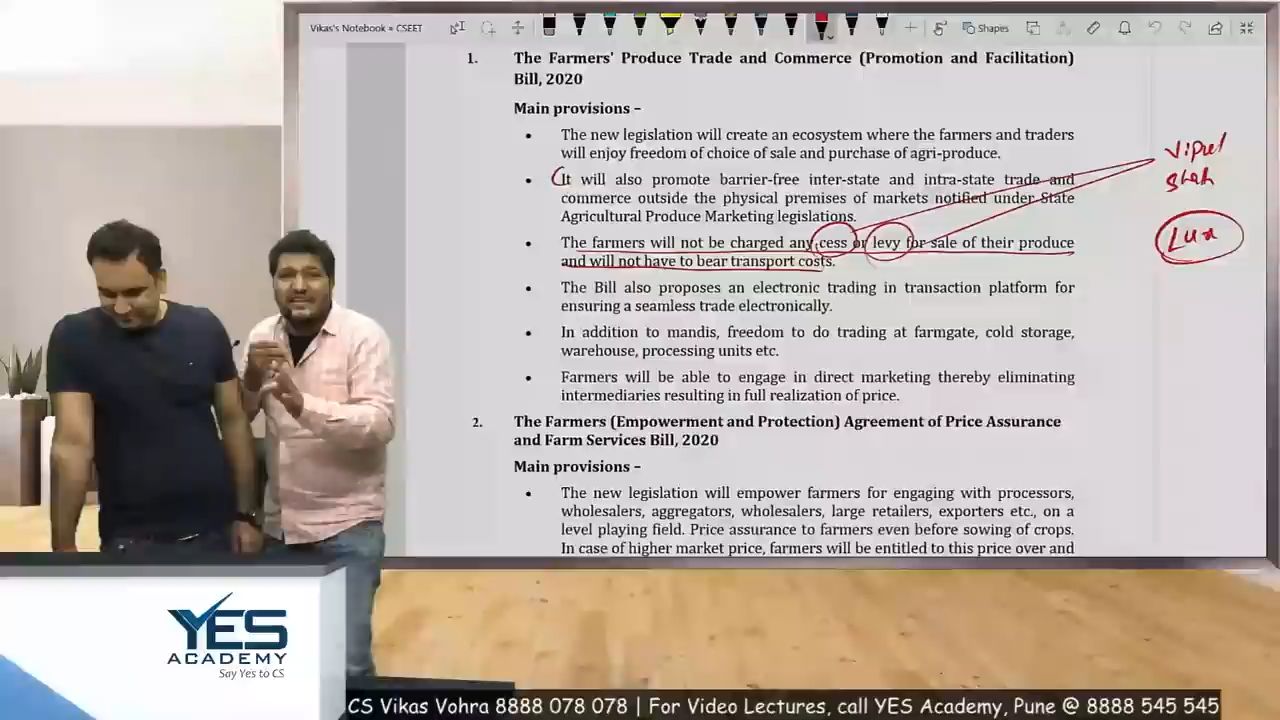 Vikas's Notebook » CSEET
Shapes
1. The Farmers' Produce Trade and Commerce (Promotion and Facilitation)
Bill, 2020
Main provisions –
• The new legislation will create an ecosystem where the farmers and traders
will enjoy freedom of choice of sale and purchase of agri-produce.
• It will also promote barrier-free inter-state and intra-state trade and
commerce outside the physical premises of markets notified under State
Agricultural Produce Marketing legislations.
• The farmers will not be charged any cess or levy for sale of their produce
and will not have to bear transport costs.
• The Bill also proposes an electronic trading in transaction platform for
ensuring a seamless trade electronically.
• In addition to mandis, freedom to do trading at farmgate, cold storage,
warehouse, processing units etc.
• Farmers will be able to engage in direct marketing thereby eliminating
intermediaries resulting in full realization of price.
2. The Farmers (Empowerment and Protection) Agreement of Price Assurance
and Farm Services Bill, 2020
Main provisions –
• The new legislation will empower farmers for engaging with processors,
wholesalers, aggregators, wholesalers, large retailers, exporters etc., on a
level playing field. Price assurance to farmers even before sowing of crops.
In case of higher market price, farmers will be entitled to this price over and
Vipul
Shah
Lux
YES
ACADEMY
Say Yes to CS
CS Vikas Vohra 8888 078 078 | For Video Lectures, call YES Academy, Pune @ 8888 545 545